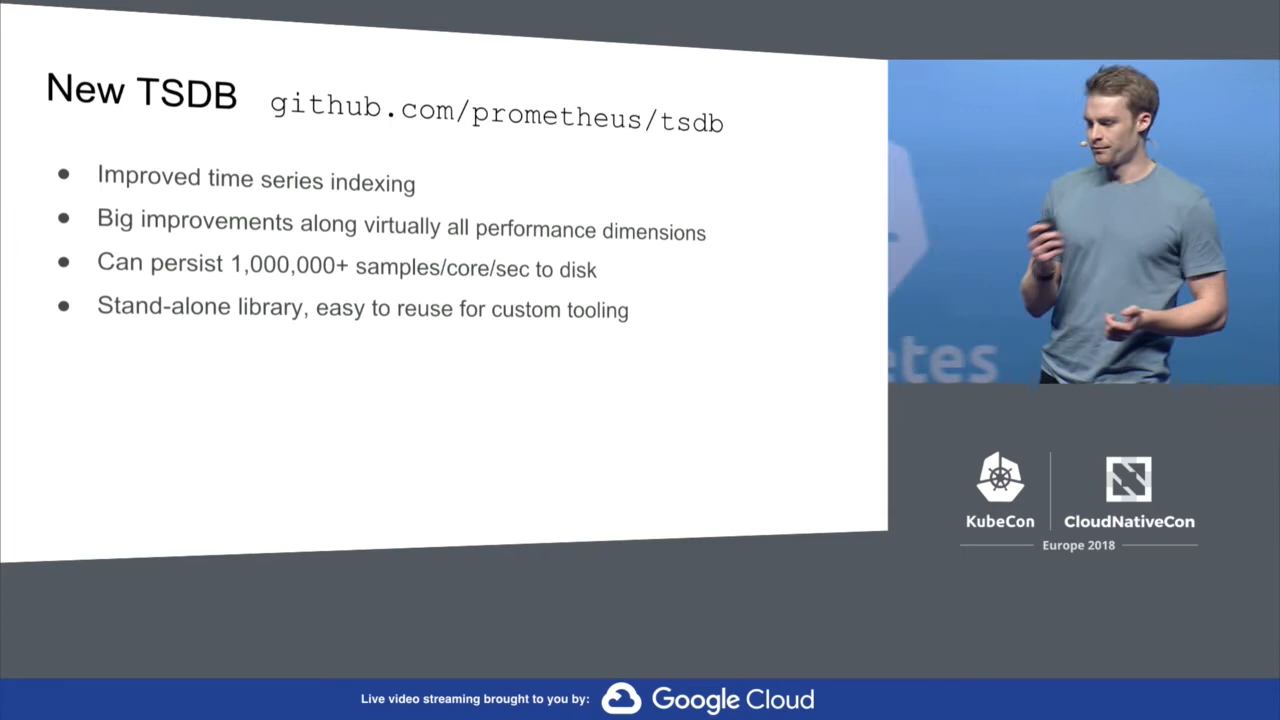 New TSDB github.com/prometheus/tsdb
● Improved time series indexing
● Big improvements along virtually all performance dimensions
● Can persist 1,000,000+ samples/core/sec to disk
● Stand-alone library, easy to reuse for custom tooling
etes
KubeCon
CloudNativeCon
Europe 2018
Live video streaming brought to you by: Google Cloud